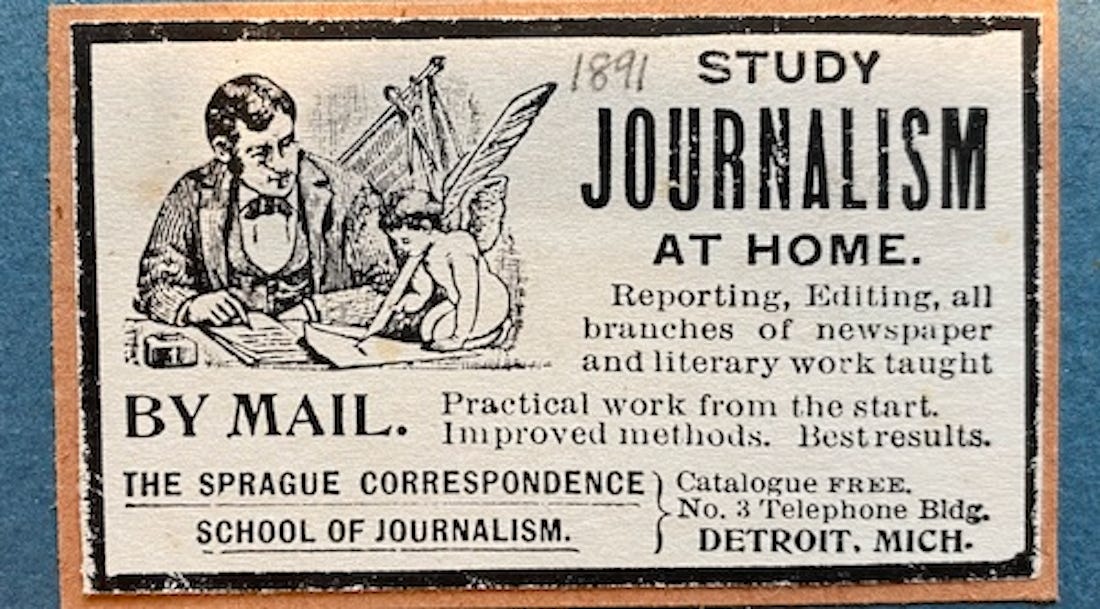 1891
STUDY
JOURNALISM
AT HOME.
Reporting, Editing, all
branches of newspaper
and literary work taught
BY MAIL. Practical work from the start.
Improved methods. Best results.
THE SPRAGUE CORRESPONDENCE
SCHOOL OF JOURNALISM.
Catalogue FREE.
No. 3 Telephone Bldg.
DETROIT, MICH.